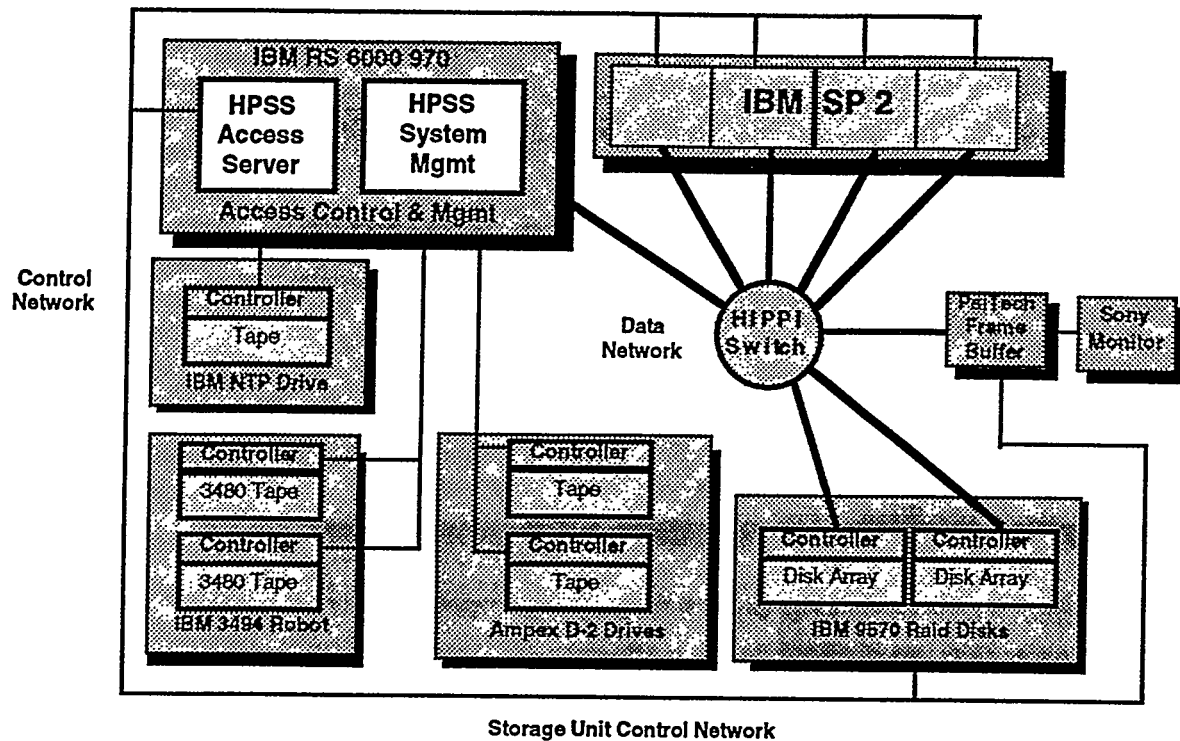 IBM RS 6000 970
HPSS
Access
Server
HPSS
System
Mgmt
Access Control & Mgmt
IBM SP 2
Control
Network
Controller
Tape
IBM NTP Drive
Data
Network
HIPPI
Switch
PsiTech
Frame
Buffer
Sony
Monitor
Controller
3480 Tape
Controller
3480 Tape
IBM 3494 Robot
Controller
Tape
Controller
Tape
Ampex D-2 Drives
Controller
Disk Array
Controller
Disk Array
IBM 9570 Raid Disks
Storage Unit Control Network